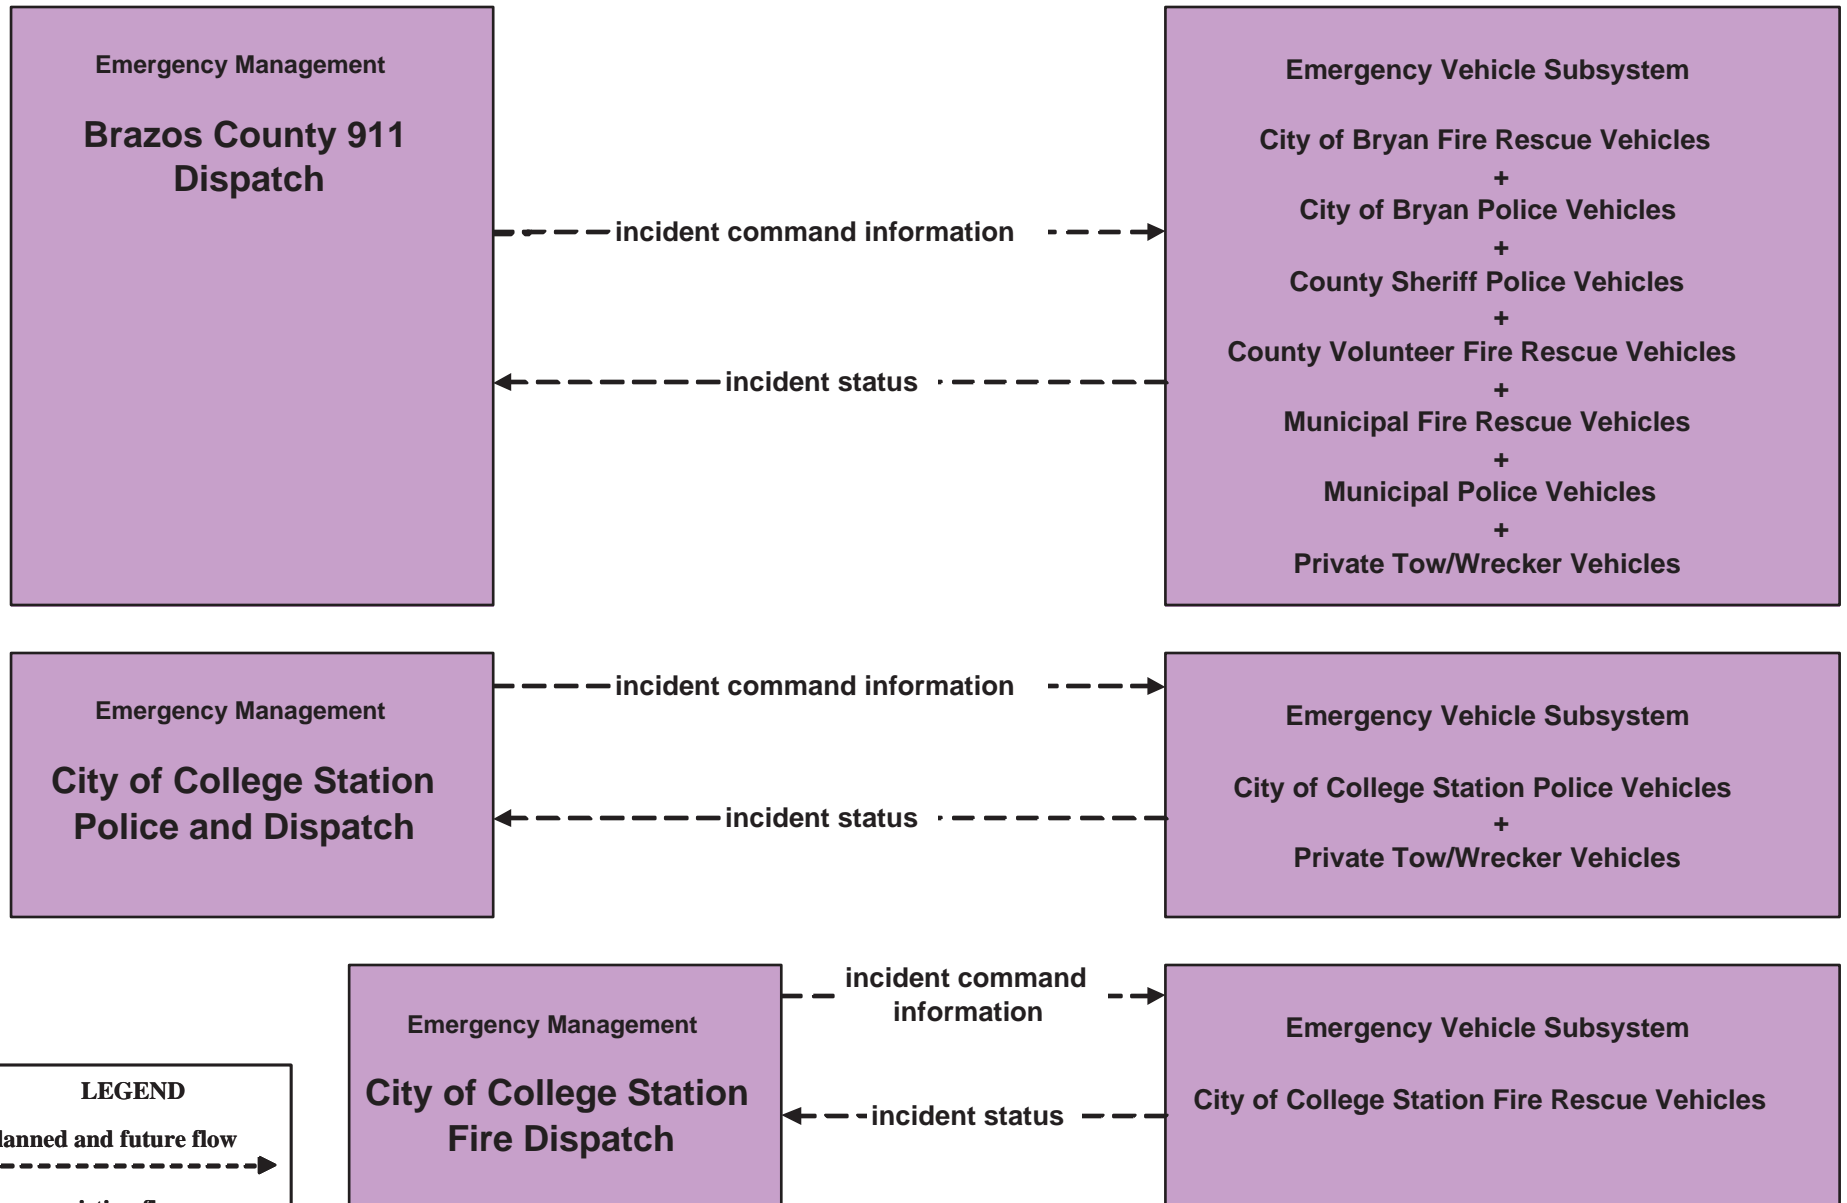 Emergency Management
Brazos County 911
Dispatch
incident command information
incident status
Emergency Vehicle Subsystem
City of Bryan Fire Rescue Vehicles
+
City of Bryan Police Vehicles
+
County Sheriff Police Vehicles
+
County Volunteer Fire Rescue Vehicles
+
Municipal Fire Rescue Vehicles
+
Municipal Police Vehicles
+
Private Tow/Wrecker Vehicles
Emergency Management
City of College Station
Police and Dispatch
incident command information
incident status
Emergency Vehicle Subsystem
City of College Station Police Vehicles
+
Private Tow/Wrecker Vehicles
Emergency Management
City of College Station
Fire Dispatch
incident command
information
incident status
Emergency Vehicle Subsystem
City of College Station Fire Rescue Vehicles
LEGEND
lanned and future flow